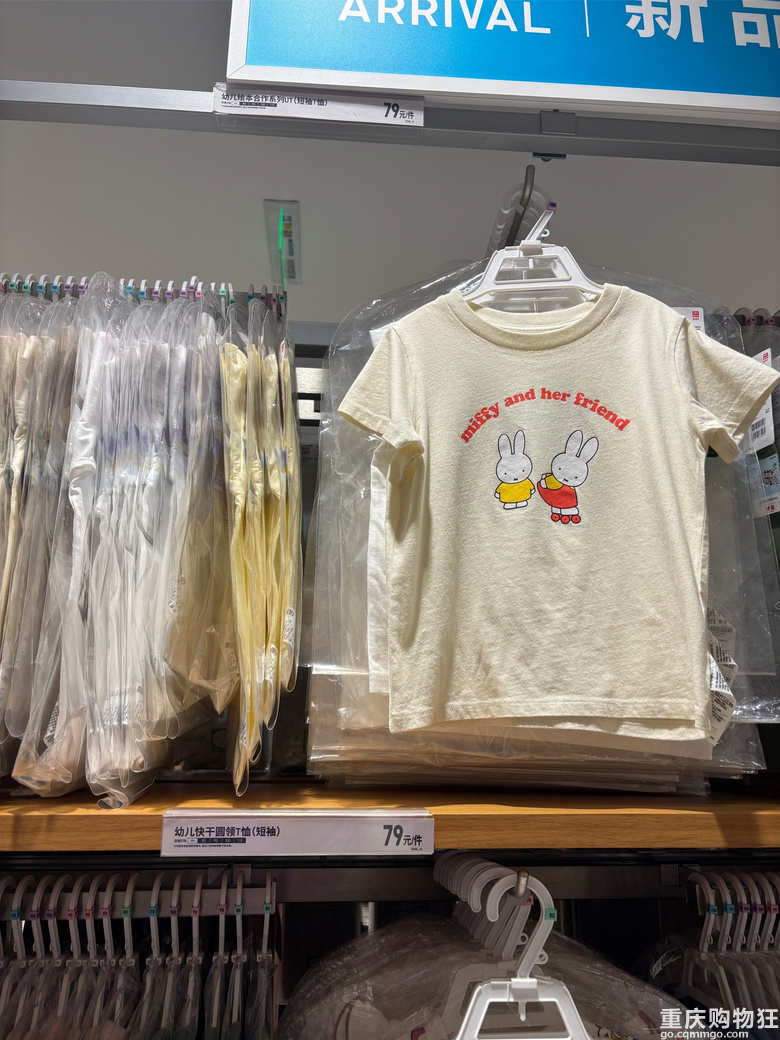 ARRIVAL
新品
幼儿绘本合作系列UT(短袖T恤)
79元/件
miffy and her friend
幼儿快干圆领T恤(短袖)
79元/件
重庆购物狂
go.cqmmgo.com